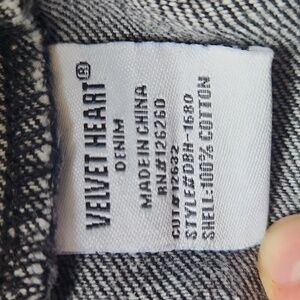 VELVET HEART®
DENIM
MADE IN CHINA
RN#126260
CUT#12632
STYLE#DBH-1680
SHELL:100% COTTON